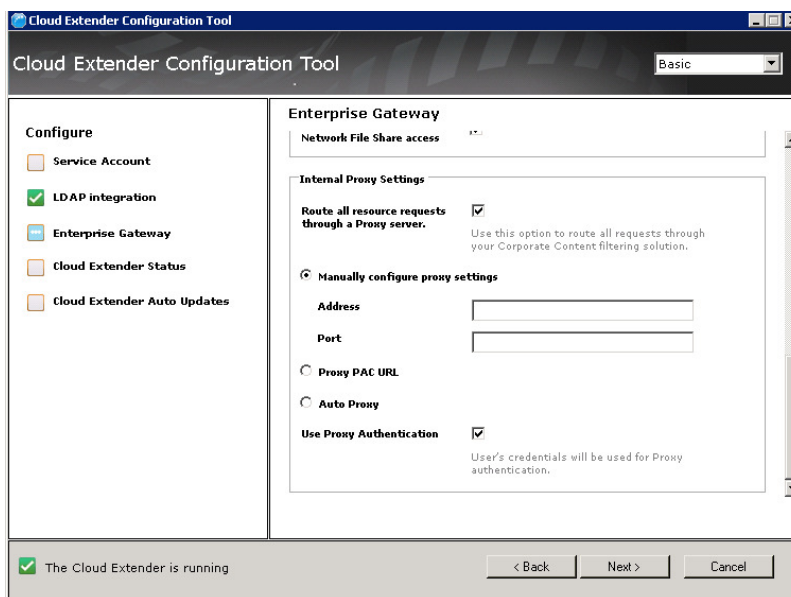 Cloud Extender Configuration Tool
Cloud Extender Configuration Tool
Basic
Configure
Service Account
LDAP integration
Enterprise Gateway
Cloud Extender Status
Cloud Extender Auto Updates
Enterprise Gateway
Network File Share access
Internal Proxy Settings
Route all resource requests
through a Proxy server.
Use this option to route all requests through
your Corporate Content filtering solution.
Manually configure proxy settings
Address
Port
Proxy PAC URL
Auto Proxy
Use Proxy Authentication
User's credentials will be used for Proxy
authentication.
The Cloud Extender is running
< Back
Next >
Cancel